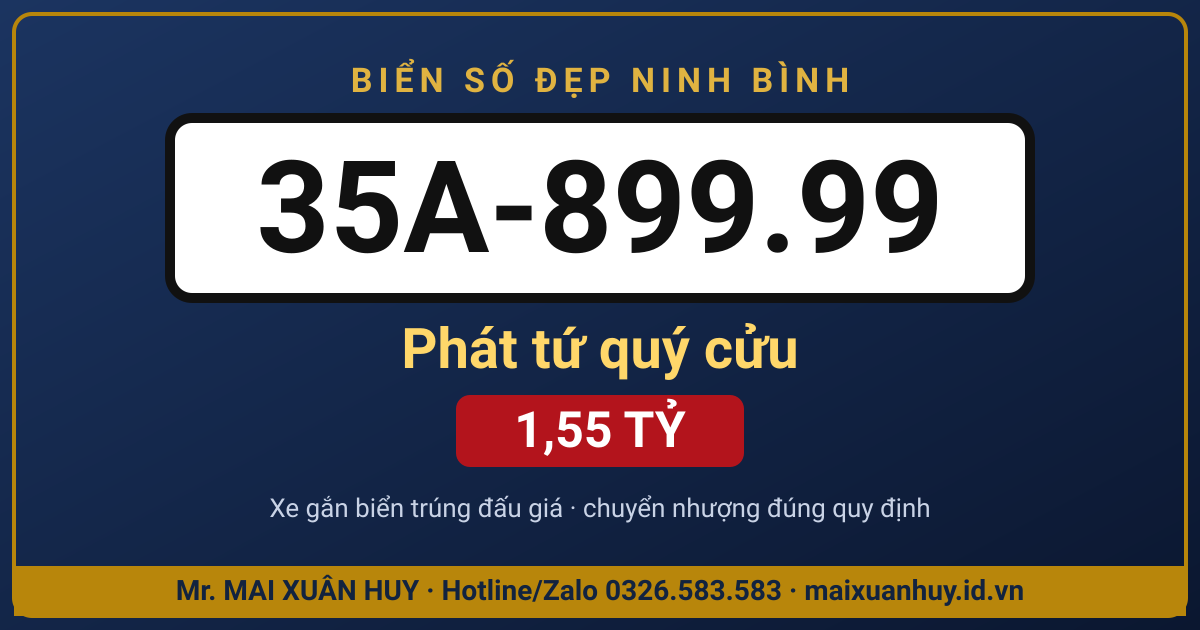 BIỂN SỐ ĐẸP NINH BÌNH
35A-899.99
Phát tứ quý cửu
1,55 TỶ
Xe gắn biển trúng đấu giá · chuyển nhượng đúng quy định
Mr. MAI XUÂN HUY · Hotline/Zalo 0326.583.583 · maixuanhuy.id.vn